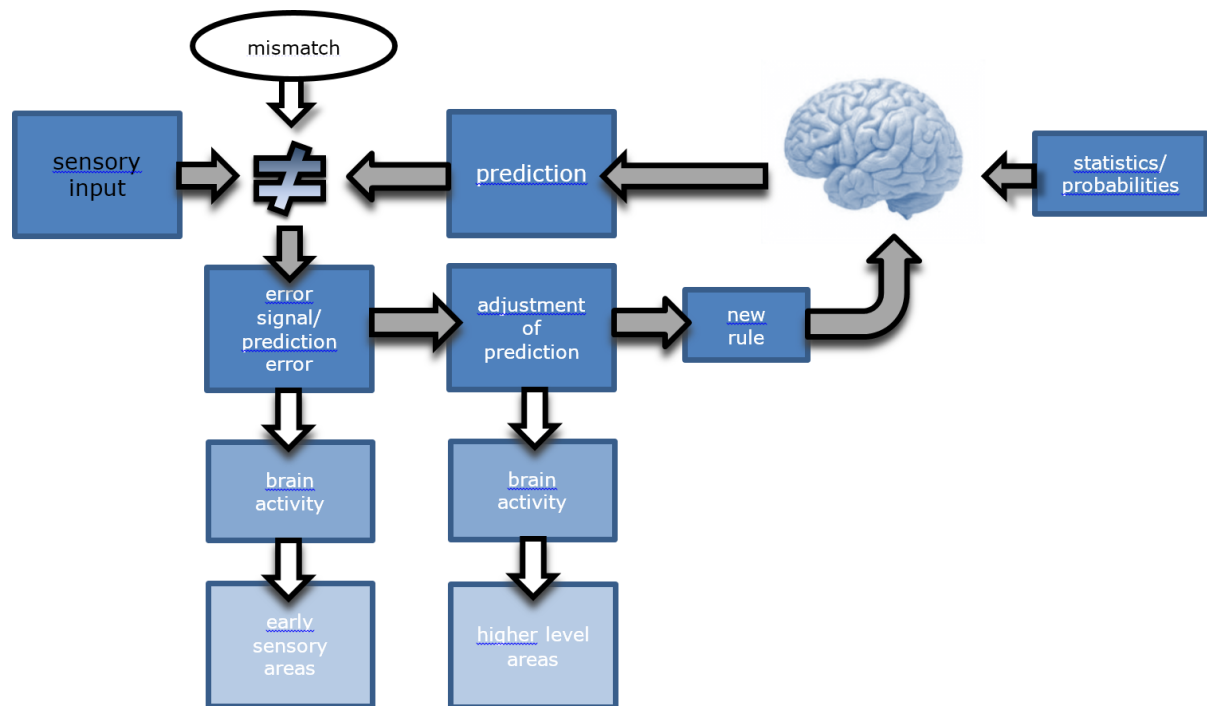 mismatch
sensory
input
≠
prediction
statistics/
probabilities
error
signal/
prediction
error
adjustment
of
prediction
new
rule
brain
activity
brain
activity
early
sensory
areas
higher level
areas